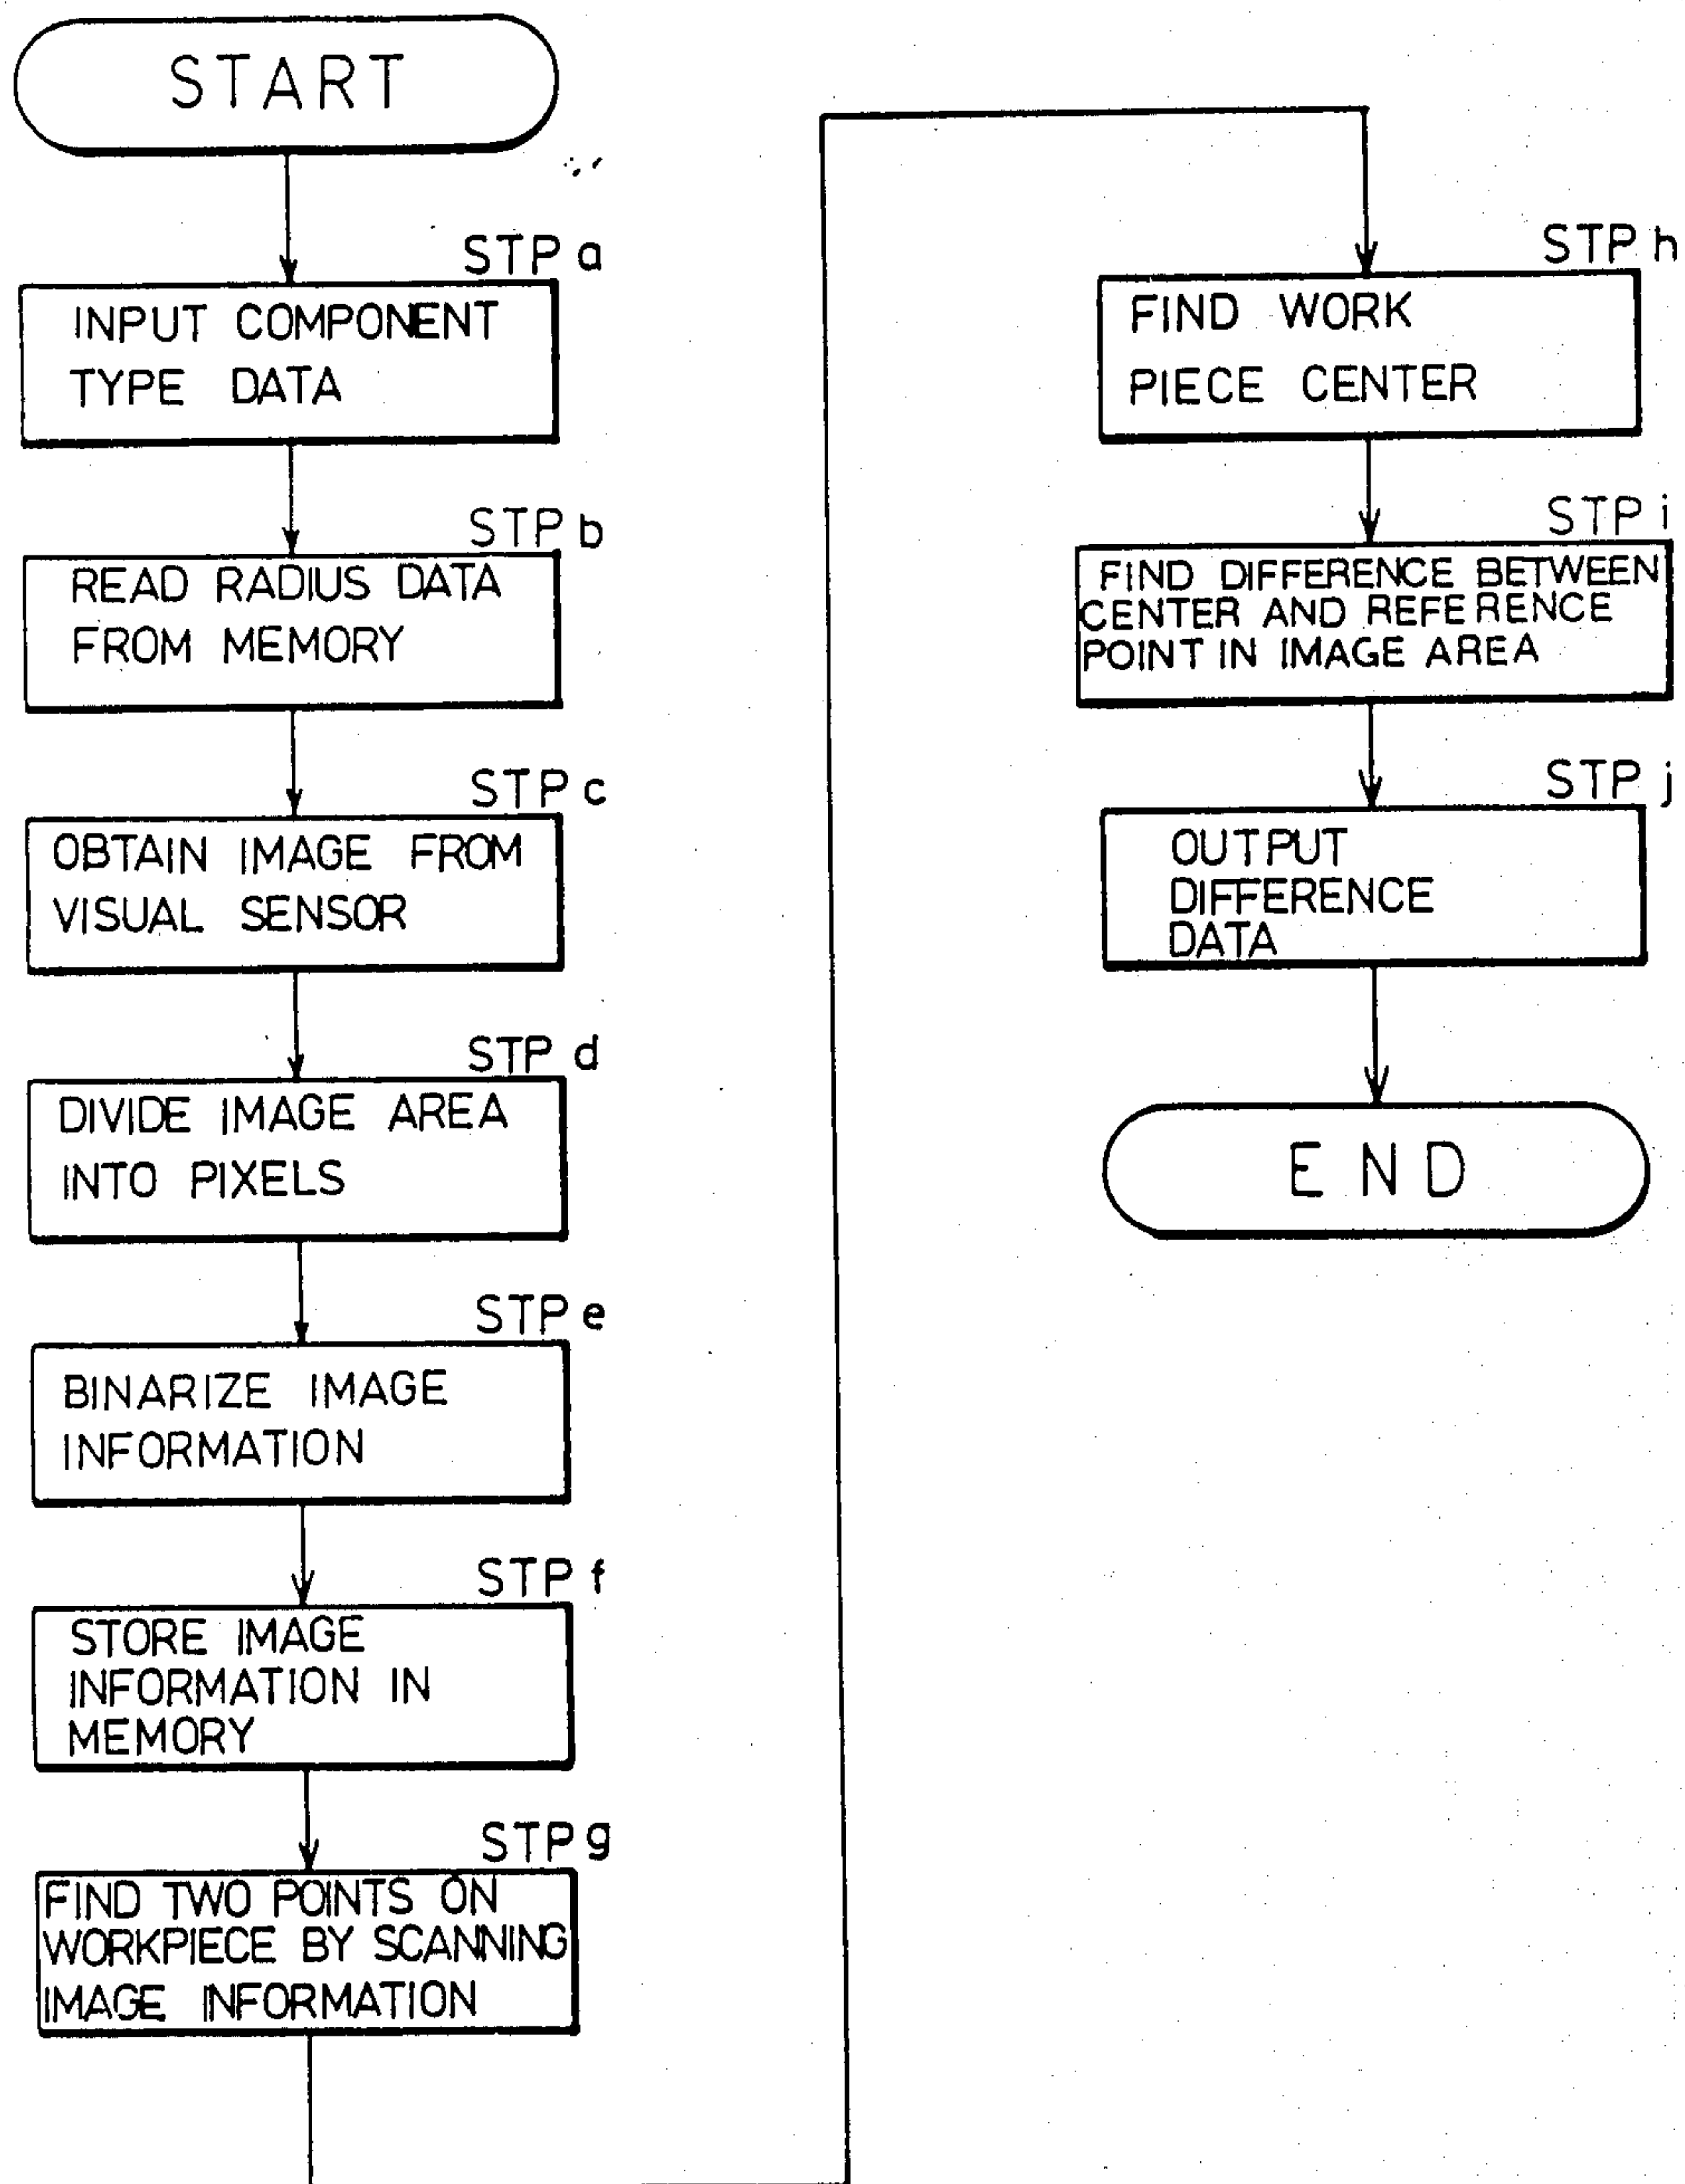 START
STP a
INPUT COMPONENT
TYPE DATA
STP b
READ RADIUS DATA
FROM MEMORY
STP c
OBTAIN IMAGE FROM
VISUAL SENSOR
STP d
DIVIDE IMAGE AREA
INTO PIXELS
STP e
BINARIZE IMAGE
INFORMATION
STP f
STORE IMAGE
INFORMATION IN
MEMORY
STP g
FIND TWO POINTS ON
WORKPIECE BY SCANNING
IMAGE INFORMATION
STP h
FIND WORK
PIECE CENTER
STP i
FIND DIFFERENCE BETWEEN
CENTER AND REFERENCE
POINT IN IMAGE AREA
STP j
OUTPUT
DIFFERENCE
DATA
END